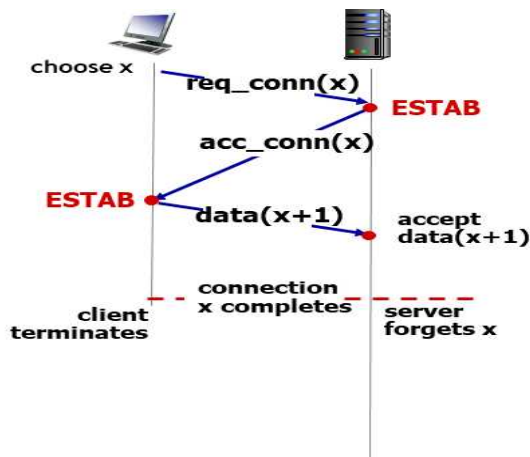 choose x
req_conn(x)
ESTAB
acc_conn(x)
ESTAB
data(x+1)
accept
data(x+1)
connection
x completes
client
terminates
server
forgets x